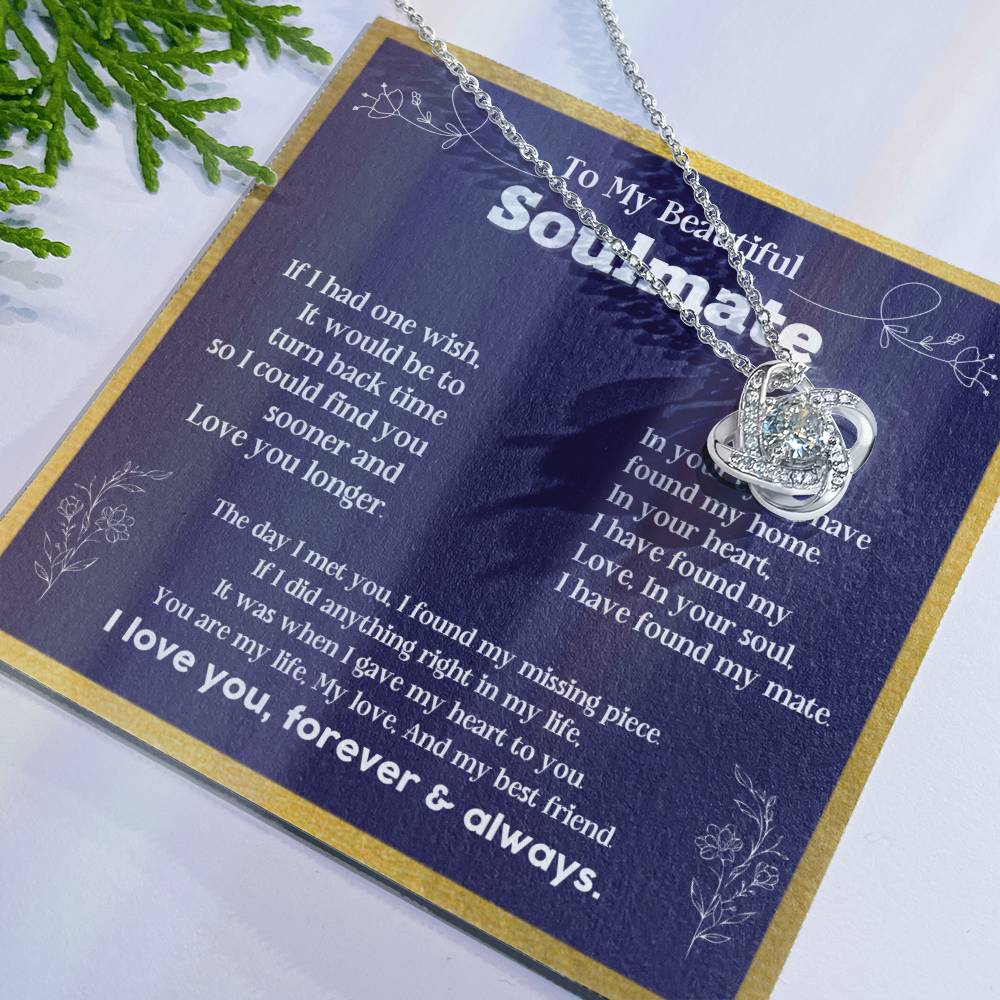 To My Beautiful
Soulmate
If I had one wish,
It would be to
turn back time
so I could find you
sooner and
Love you longer.
In have
found my home.
In your heart,
I have found my
Love, In your soul,
I have found my mate.
The day I met you, I found my missing piece.
If I did anything right in my life,
It was when I gave my heart to you.
You are my life, My love, And my best friend.
I love you, forever & always.